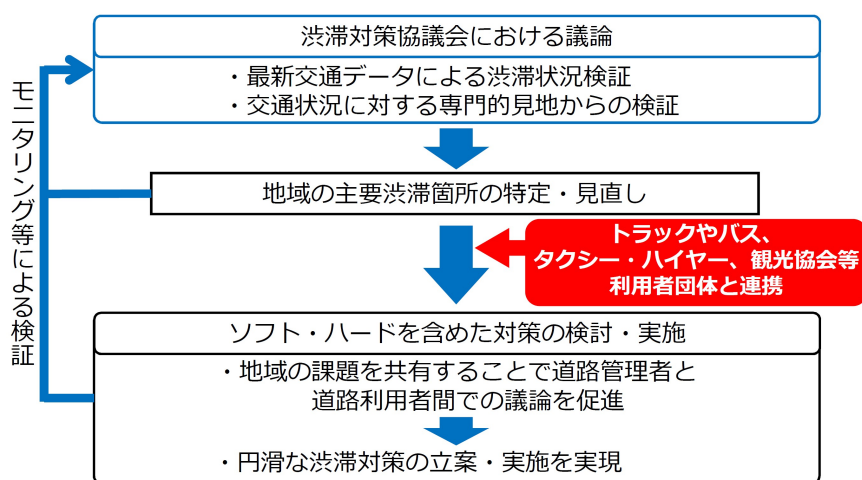 渋滞対策協議会における議論
・最新交通データによる渋滞状況検証
・交通状況に対する専門的見地からの検証
地域の主要渋滞箇所の特定・見直し
トラックやバス、
タクシー・ハイヤー、観光協会等
利用者団体と連携
ソフト・ハードを含めた対策の検討・実施
・地域の課題を共有することで道路管理者と
道路利用者間での議論を促進
・円滑な渋滞対策の立案・実施を実現
モニタリング等による検証